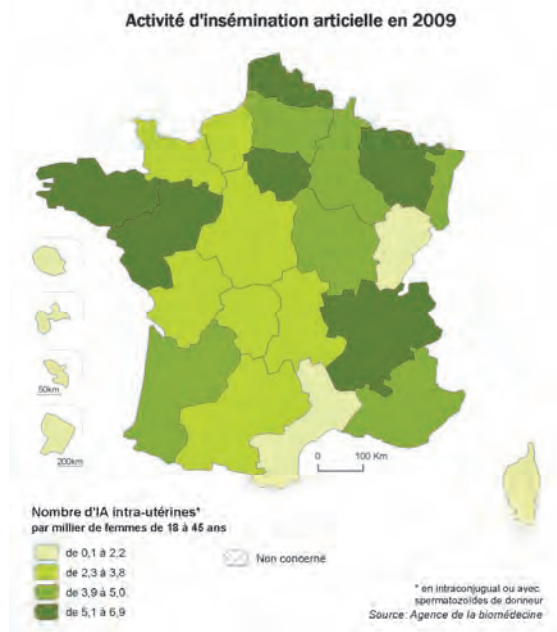 Activité d'insémination articielle en 2009
50km
200km
0 100 Km
Nombre d'IA intra-utérines*
par millier de femmes de 18 à 45 ans
de 0,1 à 2,2
de 2,3 à 3,8
de 3,9 à 5,0
de 5,1 à 6,9
Non concerné
* en intraconjugual ou avec
spermatozoïdes de donneur
Source: Agence de la biomédecine